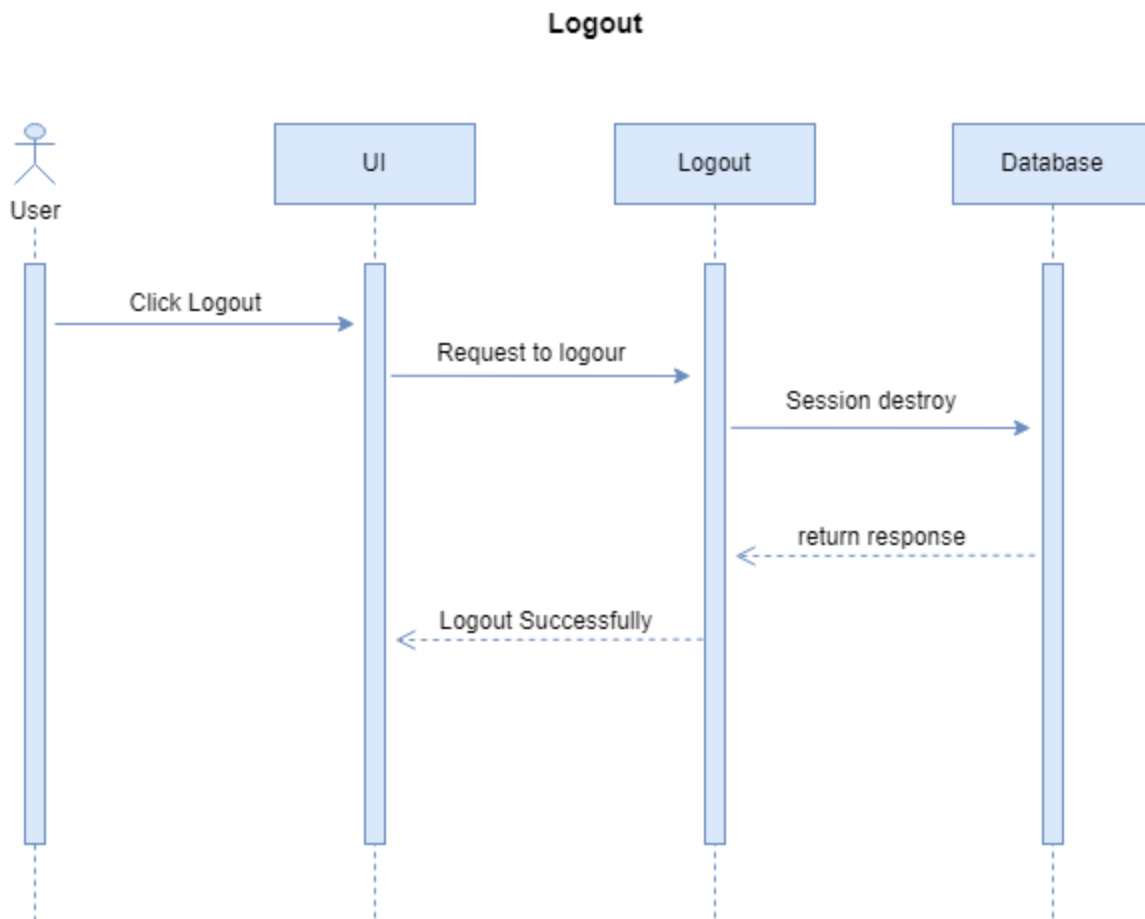 Logout
User
UI
Logout
Database
Click Logout
Request to logour
Session destroy
return response
Logout Successfully